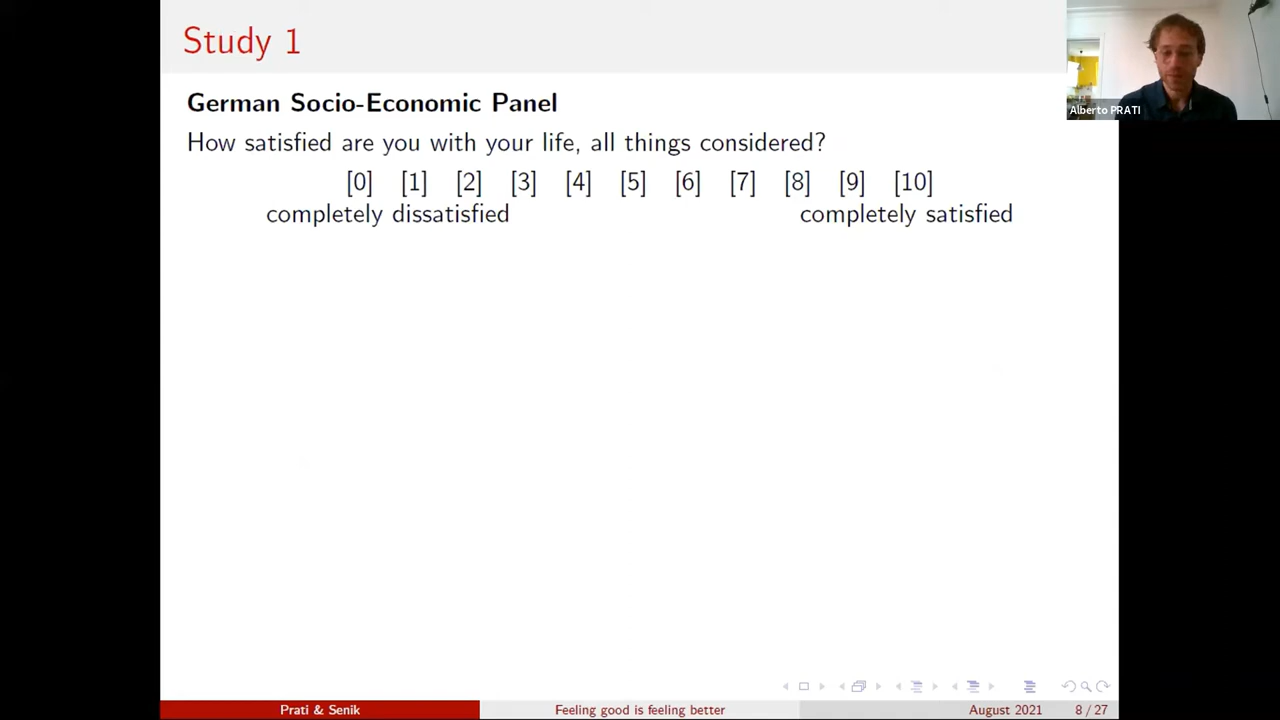 Study 1
Alberto PRATI
German Socio-Economic Panel
How satisfied are you with your life, all things considered?
[0] [1] [2] [3] [4] [5] [6] [7] [8] [9] [10]
completely dissatisfied completely satisfied
Prati & Senik Feeling good is feeling better August 2021 8 / 27